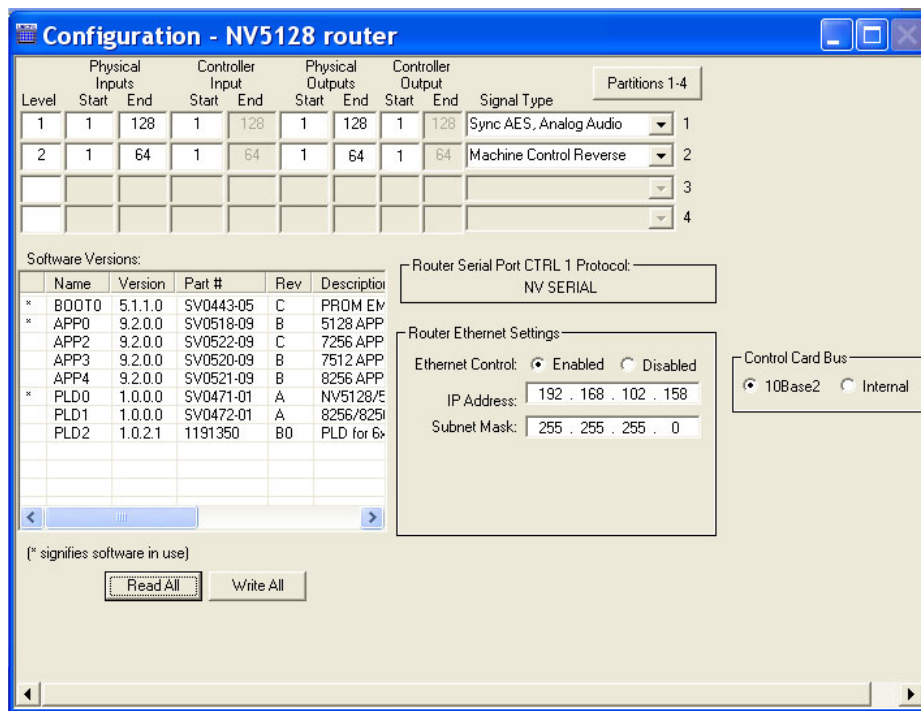 Configuration - NV5128 router
Physical Inputs Controller Input Physical Outputs Controller Output Partitions 1-4
Level Start End Start End Start End Start End Signal Type
1 1 128 1 128 1 128 1 128 Sync AES, Analog Audio 1
2 1 64 1 64 1 64 1 64 Machine Control Reverse 2
3
4
Software Versions:
Name Version Part # Rev Description
* BOOT0 5.1.1.0 SV0443-05 C PROM EM
* APP0 9.2.0.0 SV0518-09 B 5128 APP
APP2 9.2.0.0 SV0522-09 C 7256 APP
APP3 9.2.0.0 SV0520-09 B 7512 APP
APP4 9.2.0.0 SV0521-09 B 8256 APP
* PLD0 1.0.0.0 SV0471-01 A NV5128/5
PLD1 1.0.0.0 SV0472-01 A 8256/825
PLD2 1.0.2.1 1191350 B0 PLD for 6x
(* signifies software in use)
Read All Write All
Router Serial Port CTRL 1 Protocol:
NV SERIAL
Router Ethernet Settings
Ethernet Control: Enabled Disabled
IP Address: 192 . 168 . 102 . 158
Subnet Mask: 255 . 255 . 255 . 0
Control Card Bus
10Base2 Internal